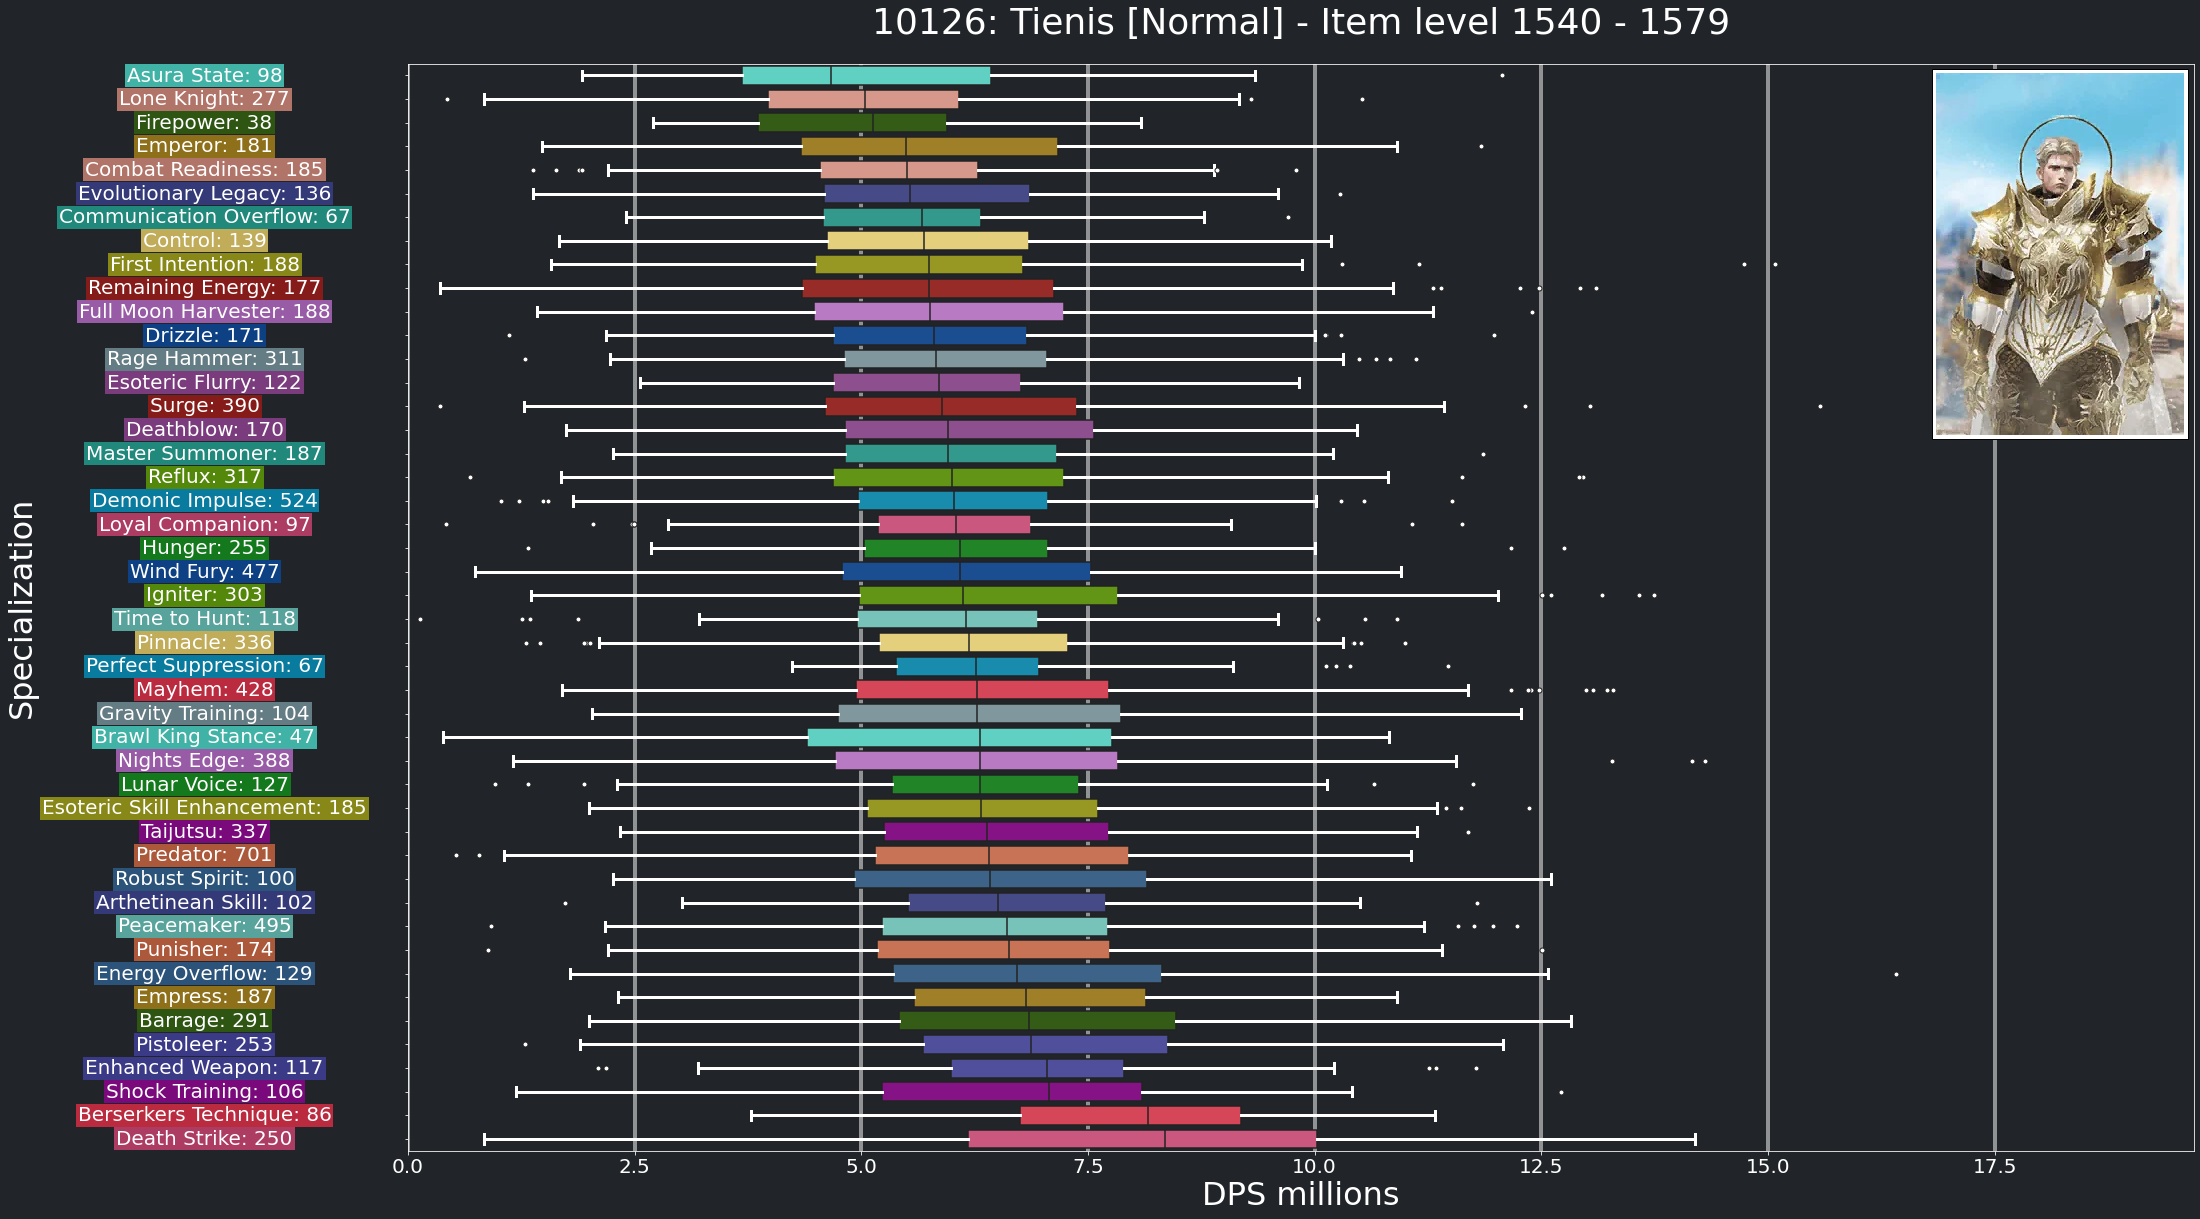 10126: Tienis [Normal] - Item level 1540 - 1579
Asura State: 98
Lone Knight: 277
Firepower: 38
Emperor: 181
Combat Readiness: 185
Evolutionary Legacy: 136
Communication Overflow: 67
Control: 139
First Intention: 188
Remaining Energy: 177
Full Moon Harvester: 188
Drizzle: 171
Rage Hammer: 311
Esoteric Flurry: 122
Surge: 390
Deathblow: 170
Master Summoner: 187
Reflux: 317
Demonic Impulse: 524
Loyal Companion: 97
Hunger: 255
Wind Fury: 477
Igniter: 303
Time to Hunt: 118
Pinnacle: 336
Perfect Suppression: 67
Mayhem: 428
Gravity Training: 104
Brawl King Stance: 47
Nights Edge: 388
Lunar Voice: 127
Esoteric Skill Enhancement: 185
Taijutsu: 337
Predator: 701
Robust Spirit: 100
Arthetinean Skill: 102
Peacemaker: 495
Punisher: 174
Energy Overflow: 129
Empress: 187
Barrage: 291
Pistoleer: 253
Enhanced Weapon: 117
Shock Training: 106
Berserkers Technique: 86
Death Strike: 250
Specialization
0.0 2.5 5.0 7.5 10.0 12.5 15.0 17.5
DPS millions